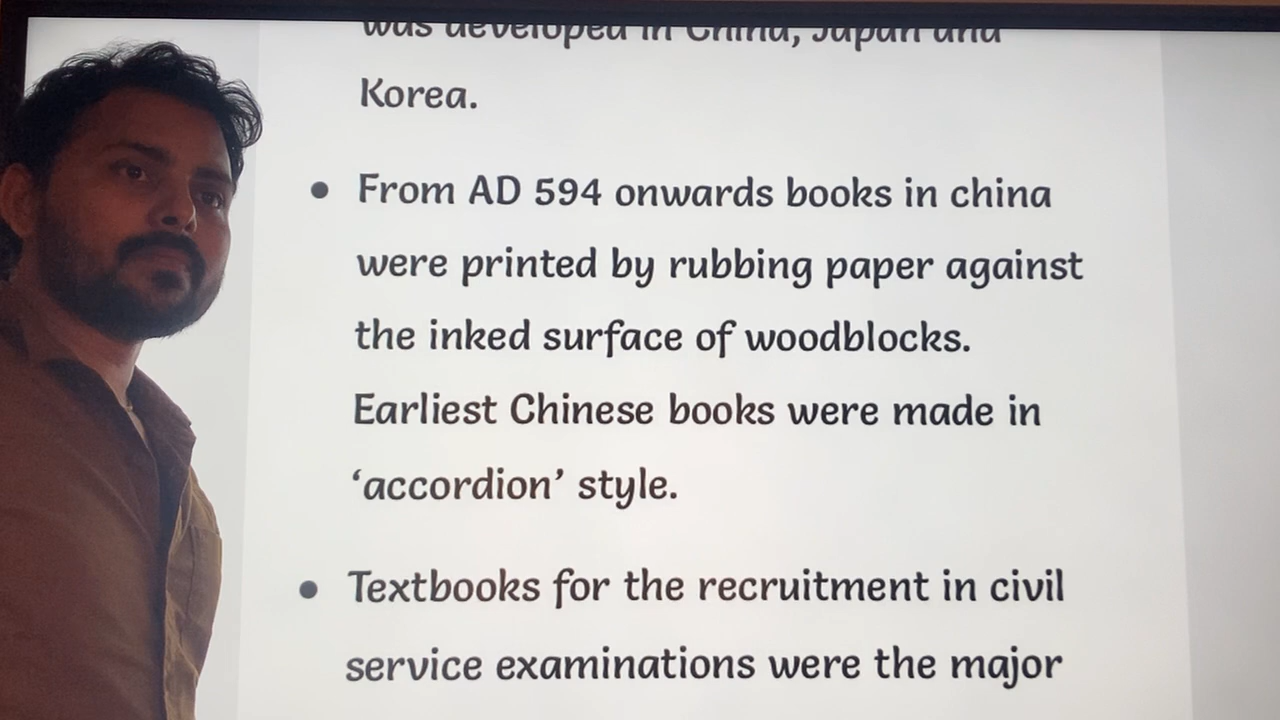 was developed in China, Japan and
Korea.
• From AD 594 onwards books in china
were printed by rubbing paper against
the inked surface of woodblocks.
Earliest Chinese books were made in
‘accordion’ style.
• Textbooks for the recruitment in civil
service examinations were the major